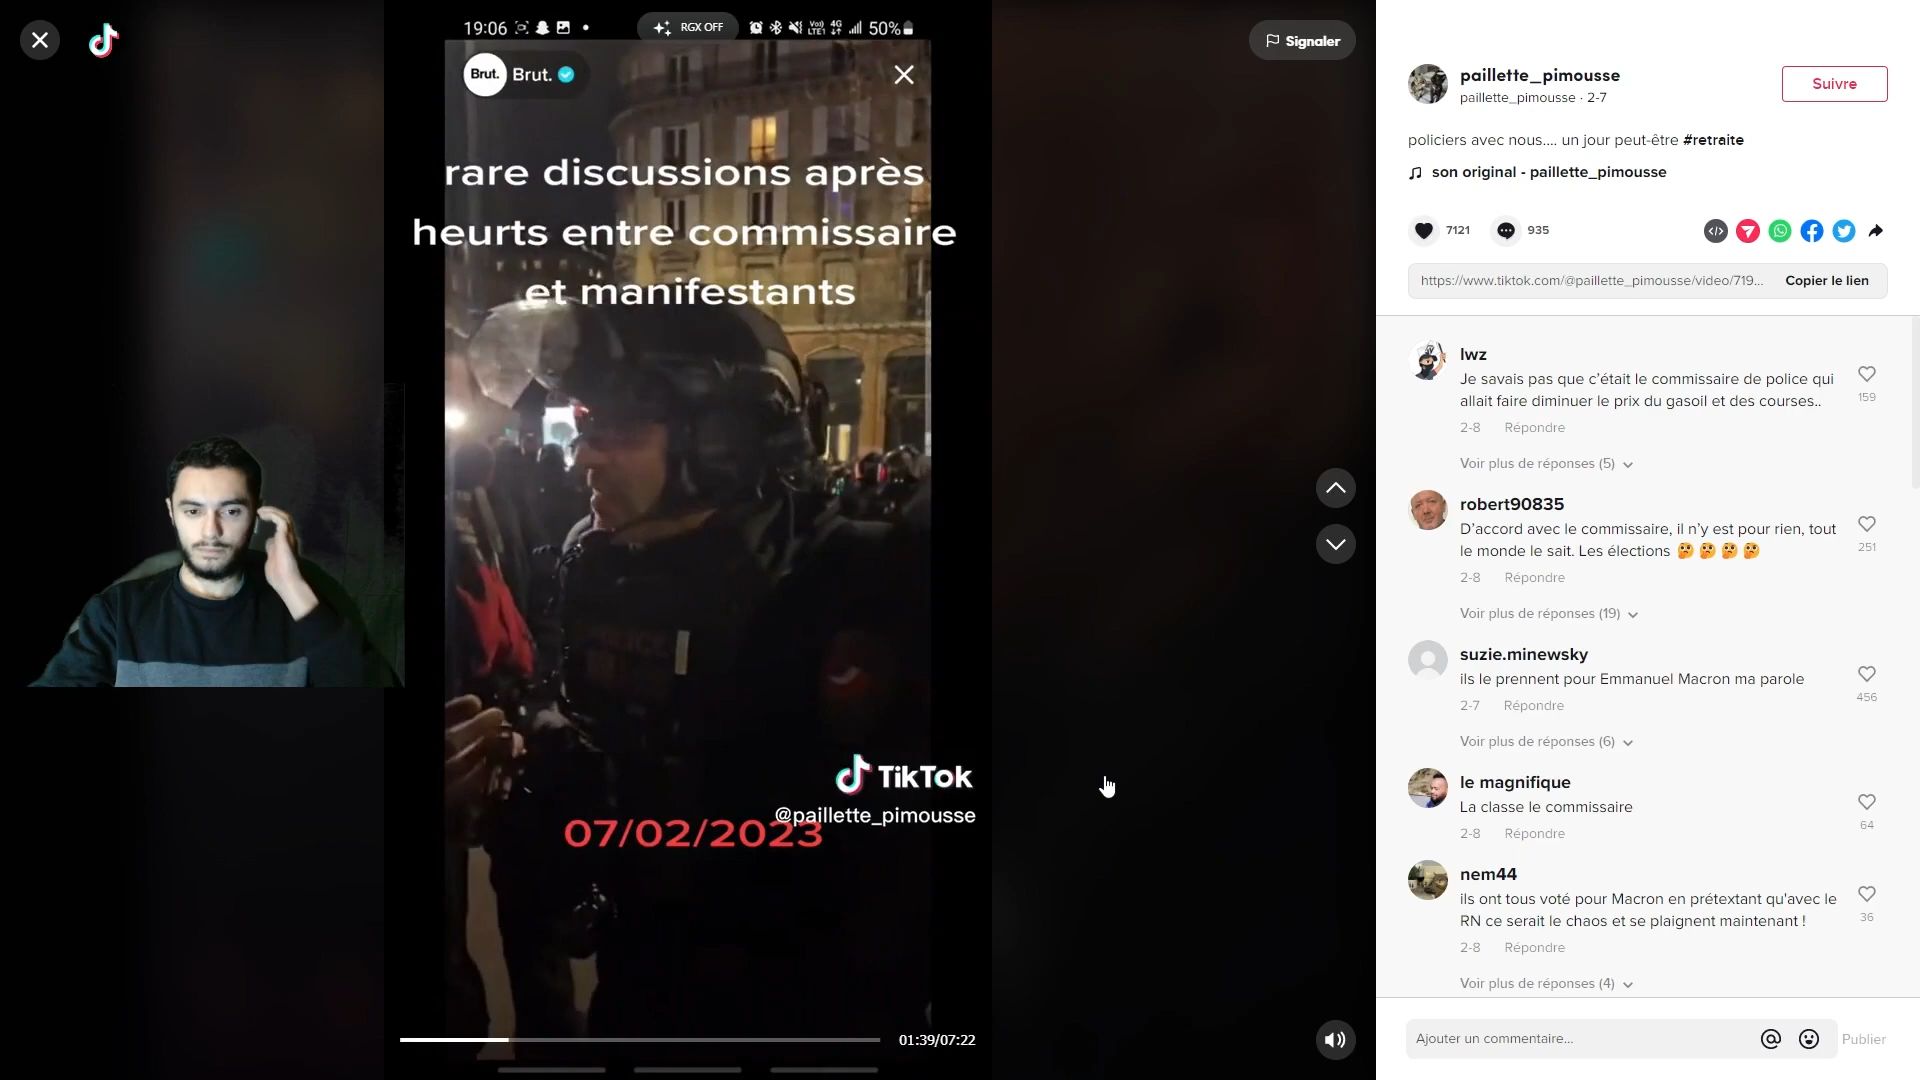 19:06
RGX OFF
50%
Brut.
Brut.
rare discussions après
heurts entre commissaire
et manifestants
POLICE
TikTok
@paillette_pimousse
07/02/2023
01:39/07:22
Signaler
paillette_pimousse
paillette_pimousse · 2-7
Suivre
policiers avec nous.... un jour peut-être #retraite
son original - paillette_pimousse
7121
935
https://www.tiktok.com/@paillette_pimousse/video/719...
Copier le lien
lwz
Je savais pas que c'était le commissaire de police qui
allait faire diminuer le prix du gasoil et des courses..
159
2-8 Répondre
Voir plus de réponses (5)
robert90835
D'accord avec le commissaire, il n'y est pour rien, tout
le monde le sait. Les élections 🤔 🤔 🤔 🤔
251
2-8 Répondre
Voir plus de réponses (19)
suzie.minewsky
ils le prennent pour Emmanuel Macron ma parole
456
2-7 Répondre
Voir plus de réponses (6)
le magnifique
La classe le commissaire
64
2-8 Répondre
nem44
ils ont tous voté pour Macron en prétextant qu'avec le
RN ce serait le chaos et se plaignent maintenant !
36
2-8 Répondre
Voir plus de réponses (4)
Ajouter un commentaire...
Publier